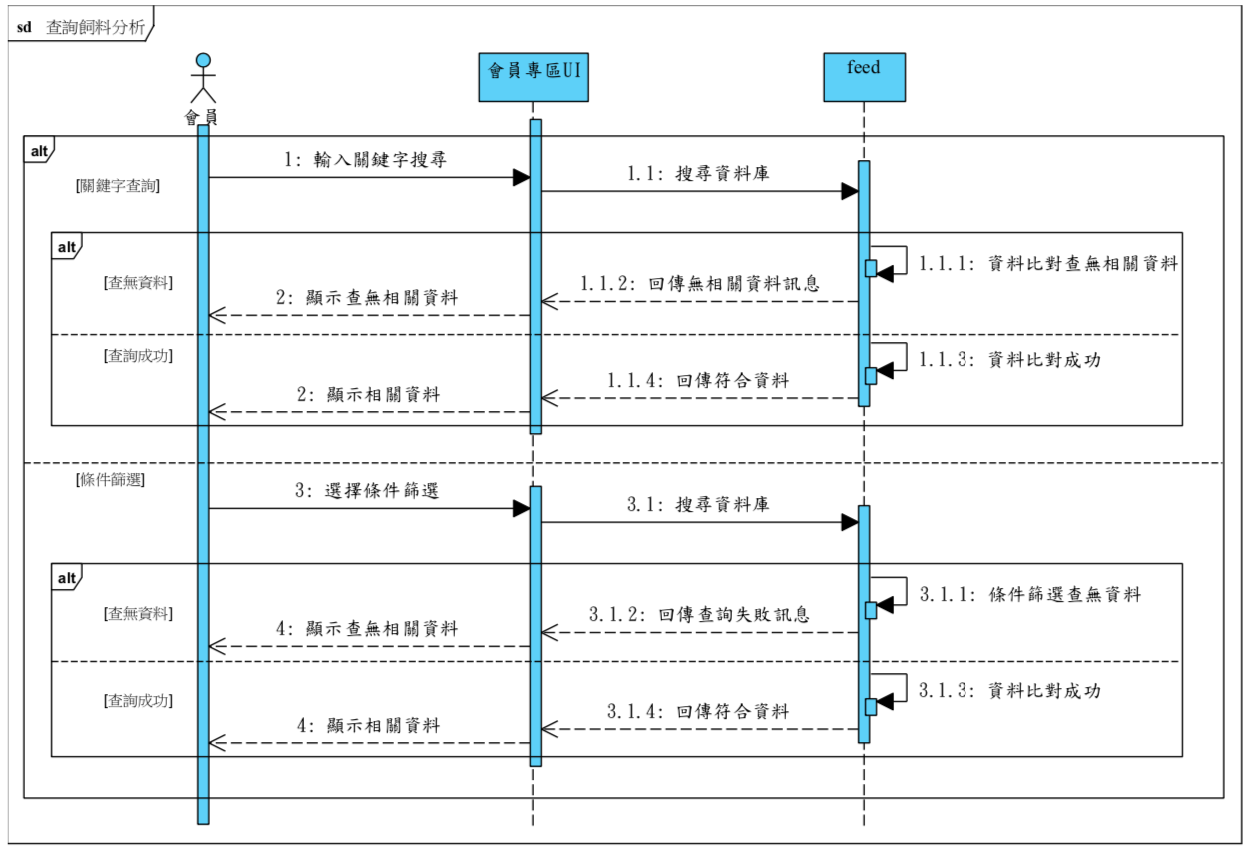 sd 查詢飼料分析
會員
會員專區UI
feed
alt
[關鍵字查詢]
1: 輸入關鍵字搜尋
1.1: 搜尋資料庫
alt
[查無資料]
1.1.1: 資料比對查無相關資料
1.1.2: 回傳無相關資料訊息
2: 顯示查無相關資料
[查詢成功]
1.1.3: 資料比對成功
1.1.4: 回傳符合資料
2: 顯示相關資料
[條件篩選]
3: 選擇條件篩選
3.1: 搜尋資料庫
alt
[查無資料]
3.1.1: 條件篩選查無資料
3.1.2: 回傳查詢失敗訊息
4: 顯示查無相關資料
[查詢成功]
3.1.3: 資料比對成功
3.1.4: 回傳符合資料
4: 顯示相關資料